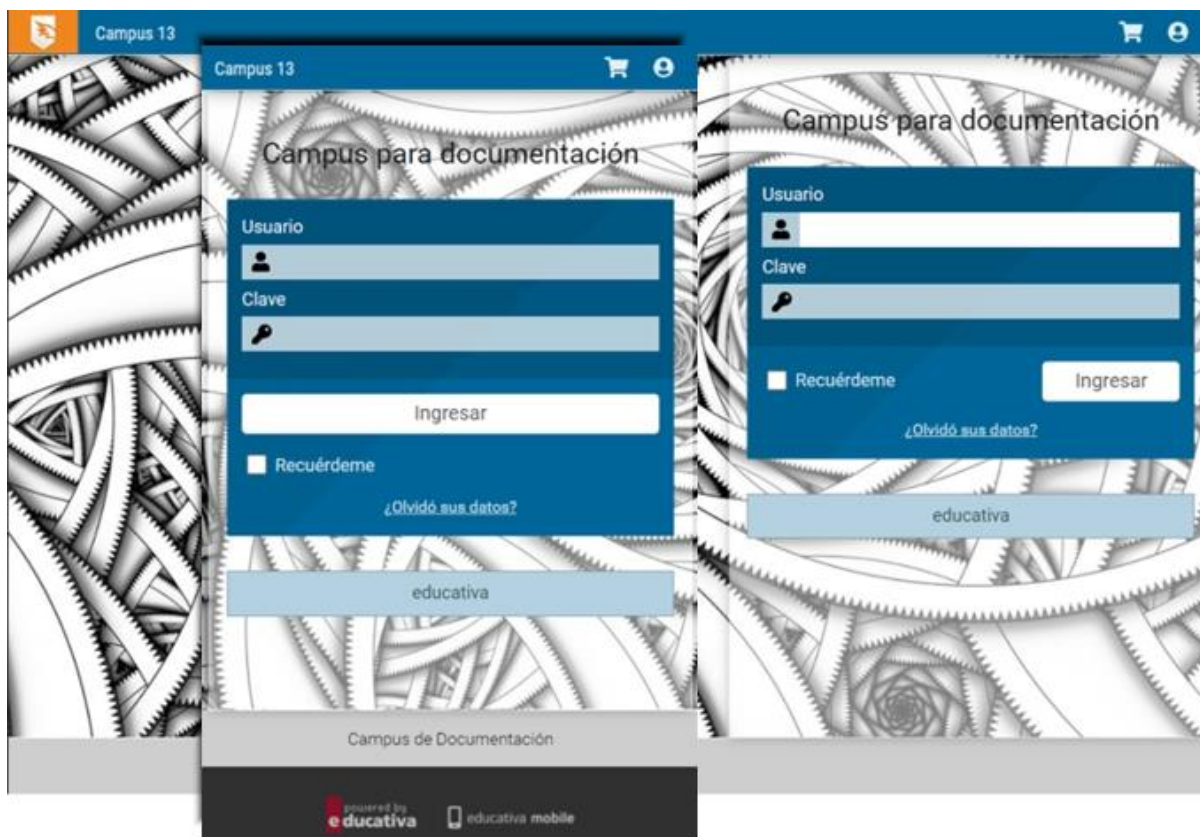 Campus 13
Campus 13
Campus para documentación
Usuario
Clave
Ingresar
Recuérdeme
¿Olvidó sus datos?
educativa
Campus de Documentación
powered by
educativa
educativa mobile
Campus para documentación
Usuario
Clave
Recuérdeme
Ingresar
¿Olvidó sus datos?
educativa